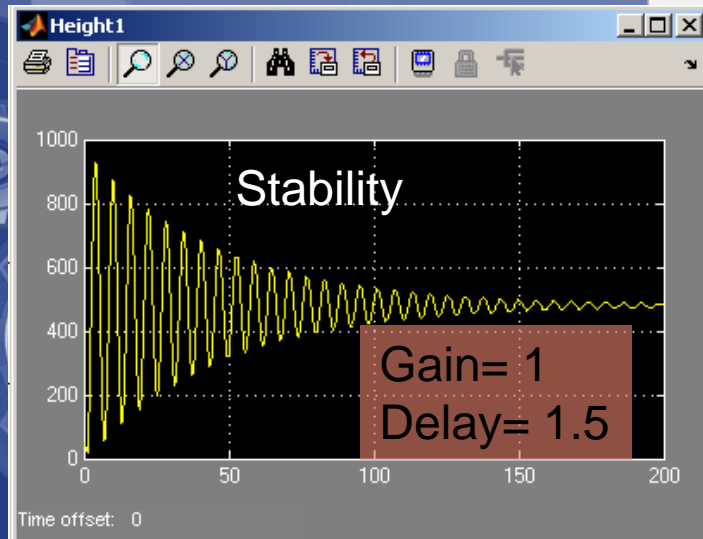 Height1
1000
800
600
400
200
0
Stability
Gain= 1
Delay= 1.5
0 50 100 150 200
Time offset: 0